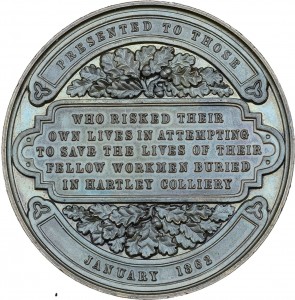 PRESENTED TO THOSE
WHO RISKED THEIR
OWN LIVES IN ATTEMPTING
TO SAVE THE LIVES OF THEIR
FELLOW WORKMEN BURIED
IN HARTLEY COLLIERY
JANUARY 1862